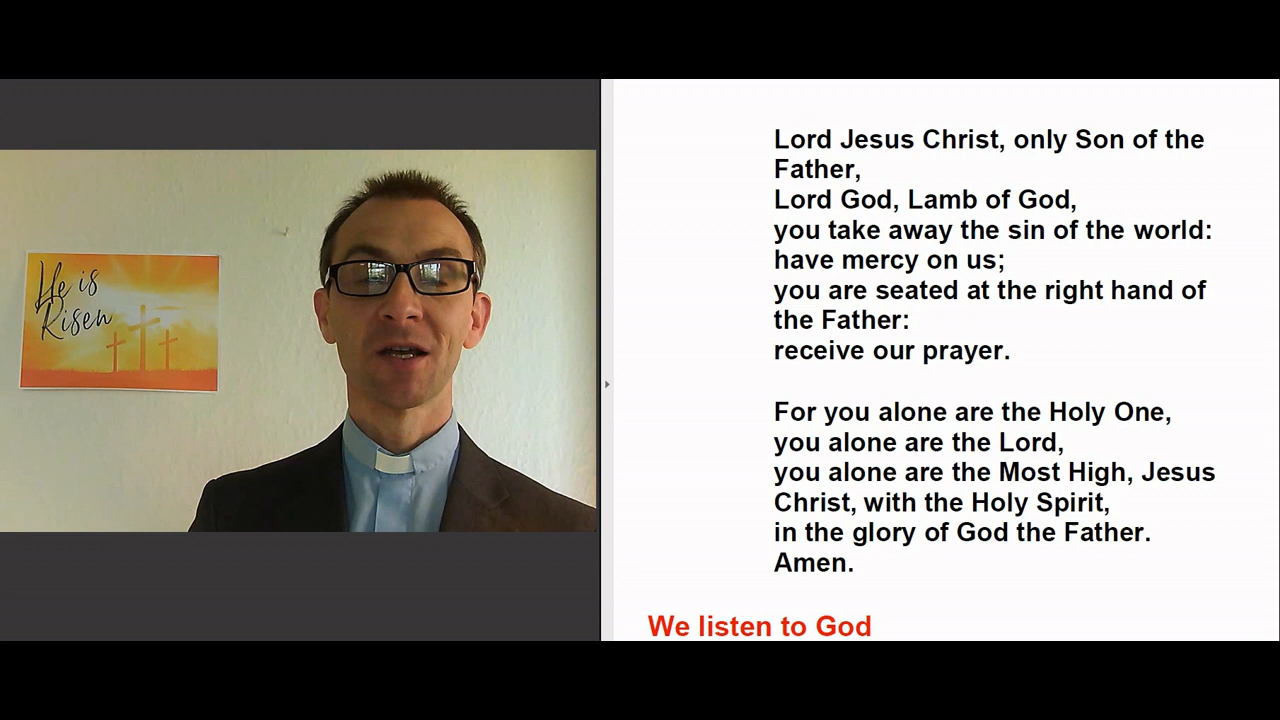 He is
Risen
Lord Jesus Christ, only Son of the
Father,
Lord God, Lamb of God,
you take away the sin of the world:
have mercy on us;
you are seated at the right hand of
the Father:
receive our prayer.
For you alone are the Holy One,
you alone are the Lord,
you alone are the Most High, Jesus
Christ, with the Holy Spirit,
in the glory of God the Father.
Amen.
We listen to God